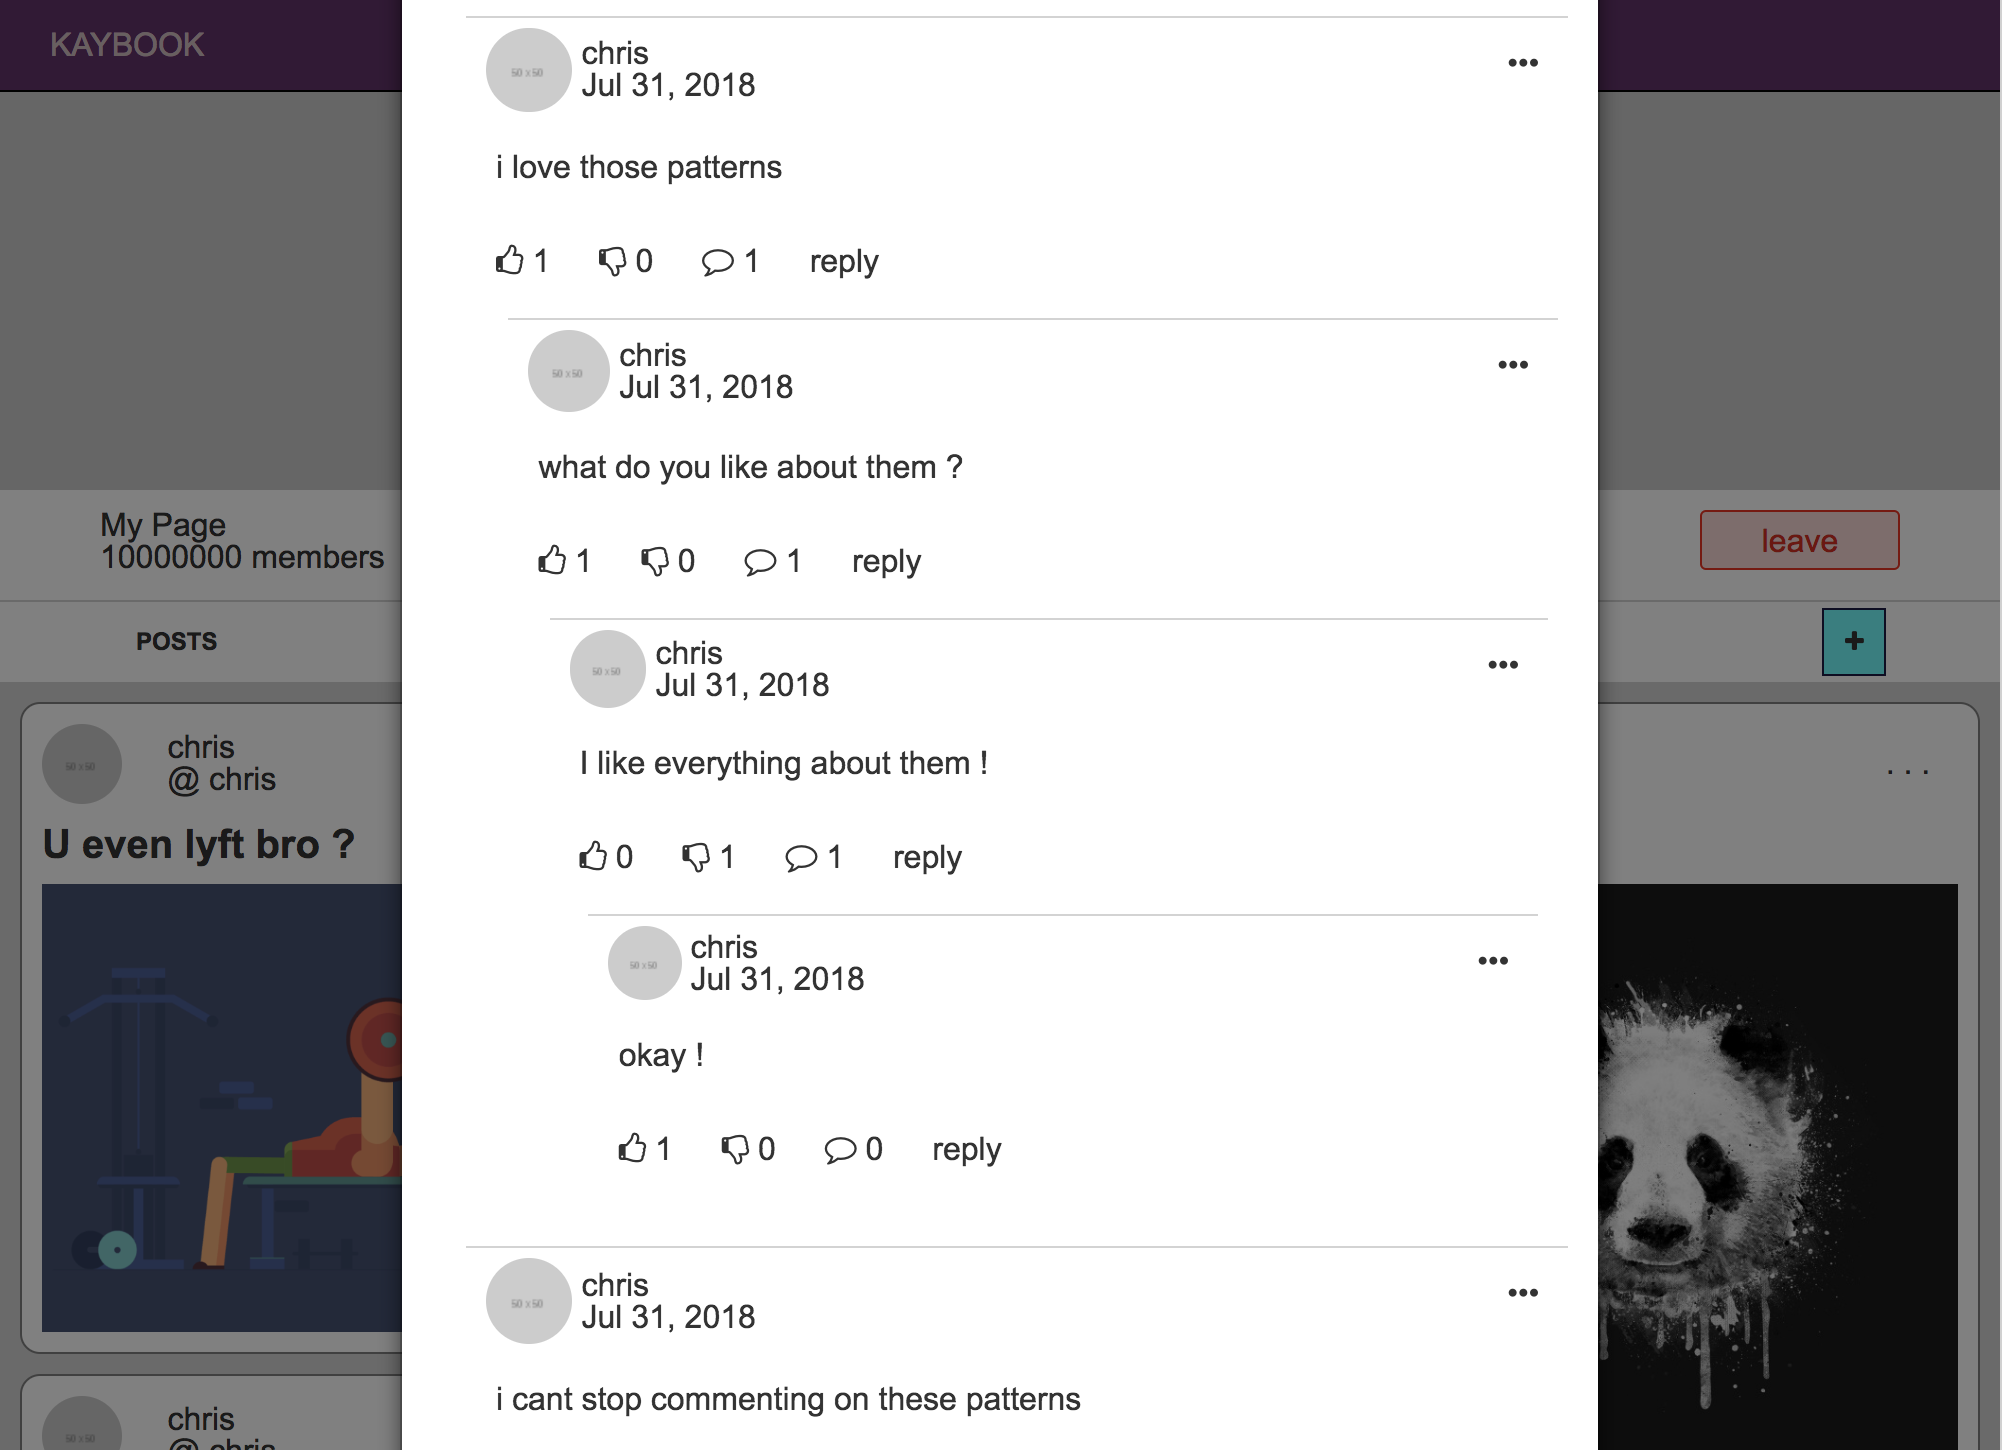 KAYBOOK
My Page
10000000 members
leave
POSTS
+
chris
@ chris
. . .
U even lyft bro ?
chris
@ chris
50 x 50
chris
Jul 31, 2018
•••
i love those patterns
1 0 1 reply
50 x 50
chris
Jul 31, 2018
•••
what do you like about them ?
1 0 1 reply
50 x 50
chris
Jul 31, 2018
•••
I like everything about them !
0 1 1 reply
50 x 50
chris
Jul 31, 2018
•••
okay !
1 0 0 reply
50 x 50
chris
Jul 31, 2018
•••
i cant stop commenting on these patterns